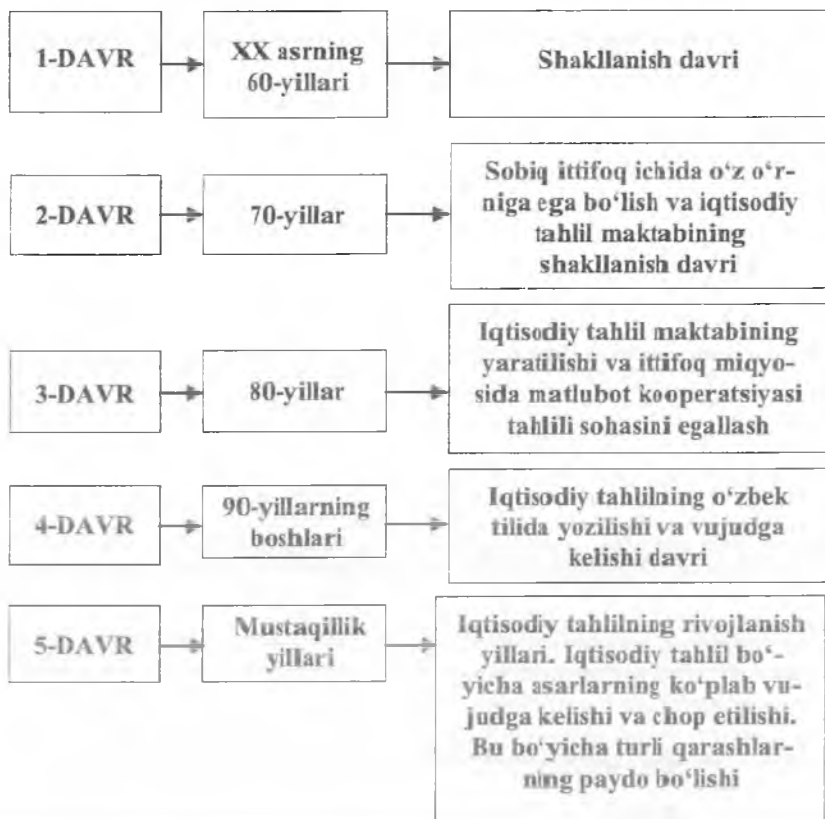 1-DAVR
XX asrning
60-yillari
Shakllanish davri
2-DAVR
70-yillar
Sobiq ittifoq ichida o‘z o‘r-
niga ega bo‘lish va iqtisodiy
tahlil maktabining
shakllanish davri
3-DAVR
80-yillar
Iqtisodiy tahlil maktabining
yaratilishi va ittifoq miqyo-
sida matlubot kooperatsiyasi
tahlili sohasini egallash
4-DAVR
90-yillarning
boshlari
Iqtisodiy tahlilning o‘zbek
tilida yozilishi va vujudga
kelishi davri
5-DAVR
Mustaqillik
yillari
Iqtisodiy tahlilning rivojlanish
yillari. Iqtisodiy tahlil bo‘-
yicha asarlarning ko‘plab vu-
judga kelishi va chop etilishi.
Bu bo‘yicha turli qarashlar-
ning paydo bo‘lishi